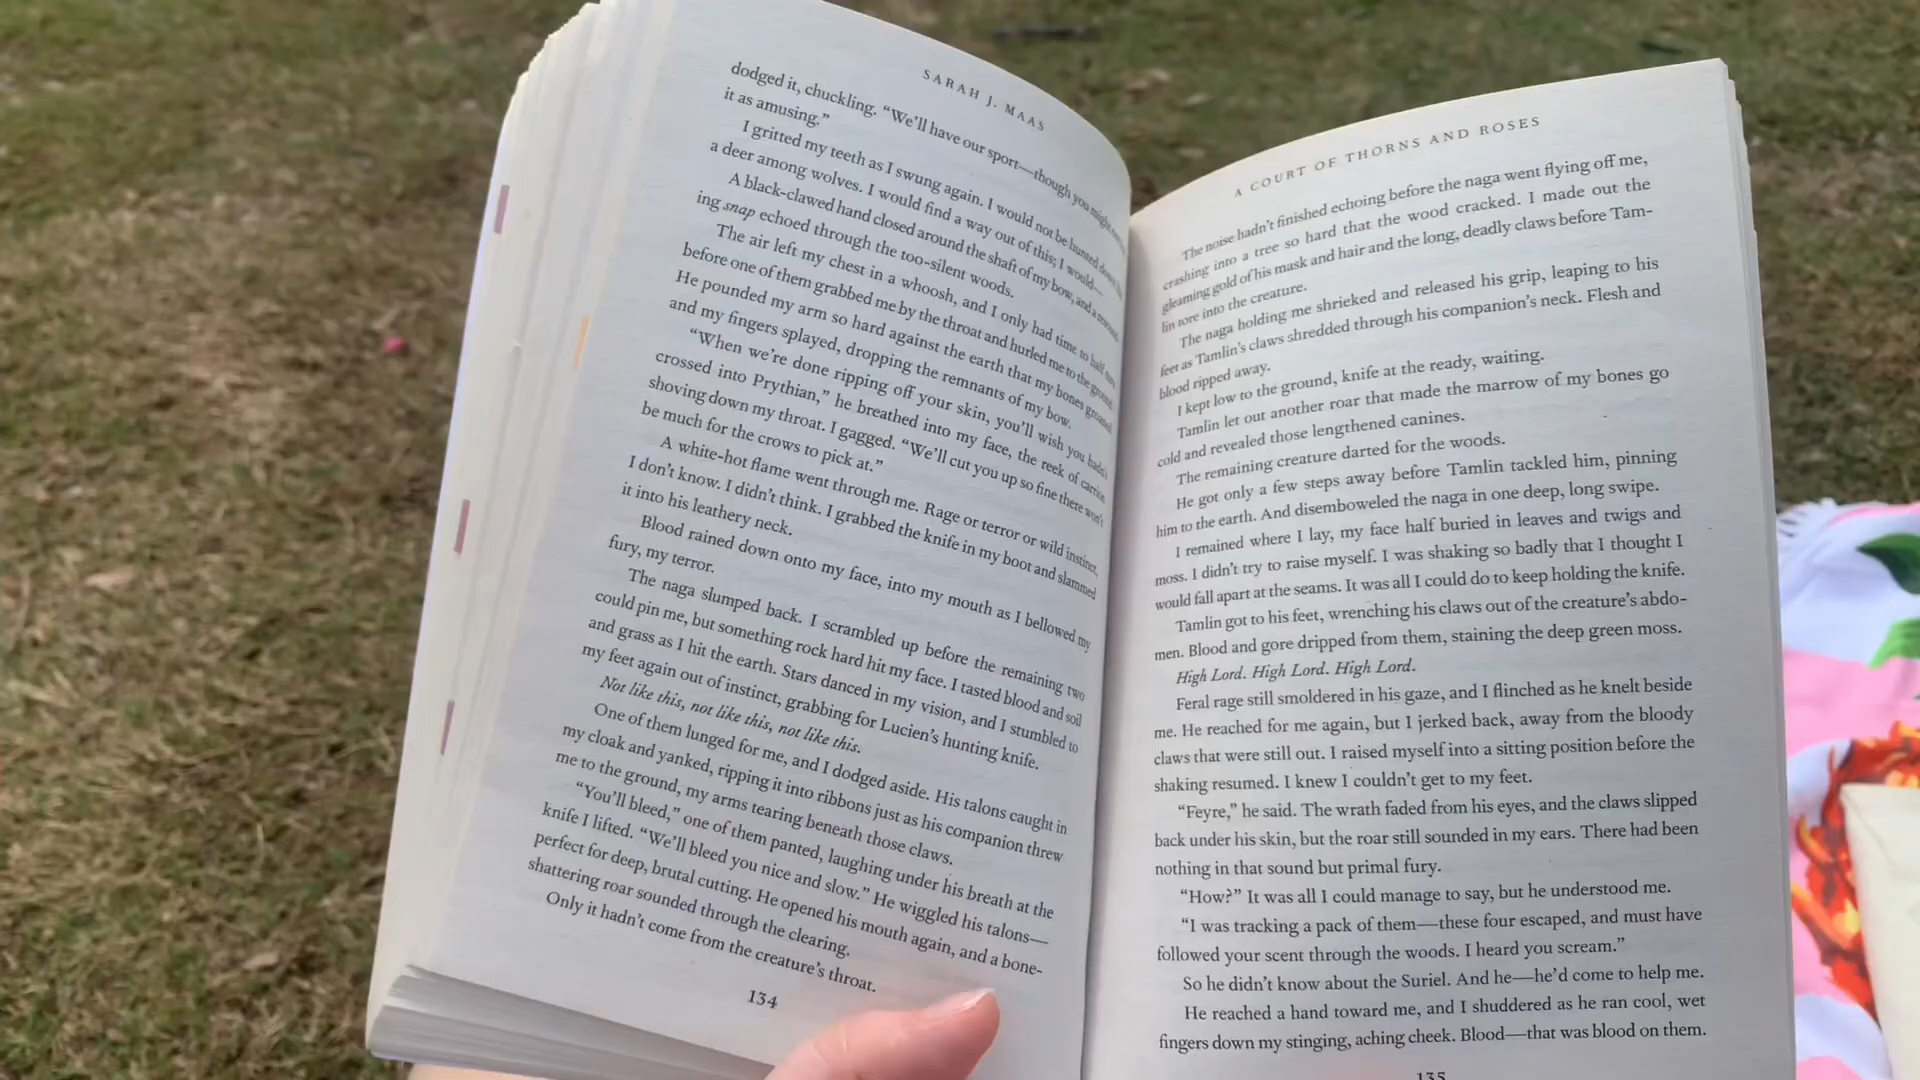 SARAH J. MAAS
dodged it, chuckling. “We’ll have our sport—though you might not
it as amusing.”
I gritted my teeth as I swung again. I would not be hunted down like
a deer among wolves. I would find a way out of this; I would—
A black-clawed hand closed around the shaft of my bow, and a
ing snap echoed through the too-silent woods.
The air left my chest in a whoosh, and I only had time to half turn
before one of them grabbed me by the throat and hurled me to the ground.
He pounded my arm so hard against the earth that my bones groaned
and my fingers splayed, dropping the remnants of my bow.
“When we’re done ripping off your skin, you’ll wish you hadn’t
crossed into Prythian,” he breathed into my face, the reek of carrion
shoving down my throat. I gagged. “We’ll cut you up so fine there won’t
be much for the crows to pick at.”
A white-hot flame went through me. Rage or terror or wild instinct,
I don’t know. I didn’t think. I grabbed the knife in my boot and slammed
it into his leathery neck.
Blood rained down onto my face, into my mouth as I bellowed my
fury, my terror.
The naga slumped back. I scrambled up before the remaining two
could pin me, but something rock hard hit my face. I tasted blood and soil
and grass as I hit the earth. Stars danced in my vision, and I stumbled to
my feet again out of instinct, grabbing for Lucien’s hunting knife.
Not like this, not like this, not like this.
One of them lunged for me, and I dodged aside. His talons caught in
my cloak and yanked, ripping it into ribbons just as his companion threw
me to the ground, my arms tearing beneath those claws.
“You’ll bleed,” one of them panted, laughing under his breath at the
knife I lifted. “We’ll bleed you nice and slow.” He wiggled his talons—
perfect for deep, brutal cutting. He opened his mouth again, and a bone-
shattering roar sounded through the clearing.
Only it hadn’t come from the creature’s throat.
134
A COURT OF THORNS AND ROSES
The noise hadn’t finished echoing before the naga went flying off me,
crashing into a tree so hard that the wood cracked. I made out the
gleaming gold of his mask and hair and the long, deadly claws before Tam-
lin tore into the creature.
The naga holding me shrieked and released his grip, leaping to his
feet as Tamlin’s claws shredded through his companion’s neck. Flesh and
blood ripped away.
I kept low to the ground, knife at the ready, waiting.
Tamlin let out another roar that made the marrow of my bones go
cold and revealed those lengthened canines.
The remaining creature darted for the woods.
He got only a few steps away before Tamlin tackled him, pinning
him to the earth. And disemboweled the naga in one deep, long swipe.
I remained where I lay, my face half buried in leaves and twigs and
moss. I didn’t try to raise myself. I was shaking so badly that I thought I
would fall apart at the seams. It was all I could do to keep holding the knife.
Tamlin got to his feet, wrenching his claws out of the creature’s abdo-
men. Blood and gore dripped from them, staining the deep green moss.
High Lord. High Lord. High Lord.
Feral rage still smoldered in his gaze, and I flinched as he knelt beside
me. He reached for me again, but I jerked back, away from the bloody
claws that were still out. I raised myself into a sitting position before the
shaking resumed. I knew I couldn’t get to my feet.
“Feyre,” he said. The wrath faded from his eyes, and the claws slipped
back under his skin, but the roar still sounded in my ears. There had been
nothing in that sound but primal fury.
“How?” It was all I could manage to say, but he understood me.
“I was tracking a pack of them—these four escaped, and must have
followed your scent through the woods. I heard you scream.”
So he didn’t know about the Suriel. And he—he’d come to help me.
He reached a hand toward me, and I shuddered as he ran cool, wet
fingers down my stinging, aching cheek. Blood—that was blood on them.
135